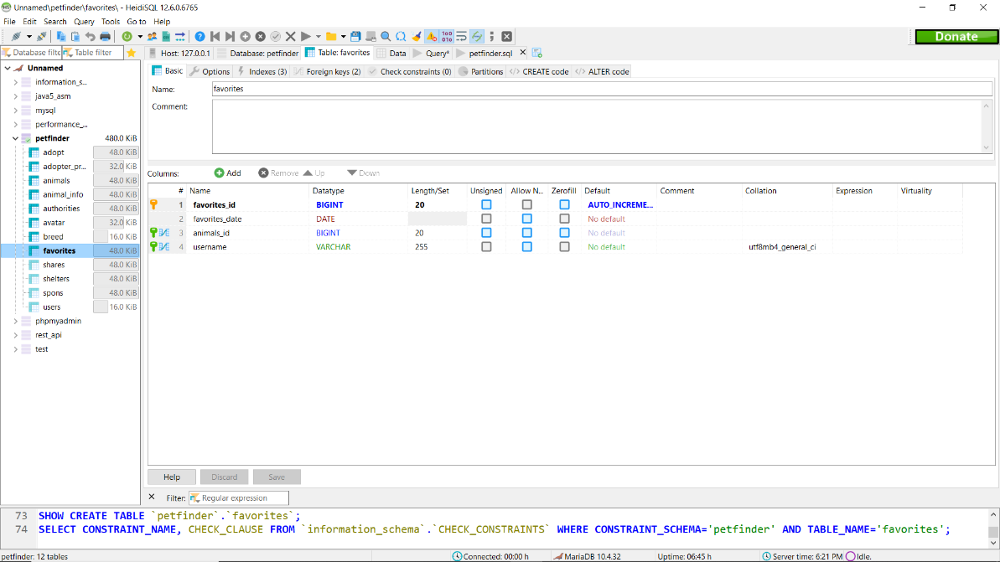 Unnamed\petfinder\favorites\ - HeidiSQL 12.6.0.6765
File Edit Search Query Tools Go to Help
Donate
Database filte Table filter
Host: 127.0.0.1 Database: petfinder Table: favorites Data Query* petfinder.sql
Unnamed
information_s...
java5_asm
mysql
performance_...
petfinder 480.0 KiB
adopt 48.0 KiB
adopter_pr... 32.0 KiB
animals 48.0 KiB
animal_info 48.0 KiB
authorities 48.0 KiB
avatar 32.0 KiB
breed 16.0 KiB
favorites 48.0 KiB
shares 48.0 KiB
shelters 48.0 KiB
spons 48.0 KiB
users 16.0 KiB
phpmyadmin
rest_api
test
Basic Options Indexes (3) Foreign keys (2) Check constraints (0) Partitions CREATE code ALTER code
Name: favorites
Comment:
Columns: Add Remove Up Down
# Name Datatype Length/Set Unsigned Allow N... Zerofill Default Comment Collation Expression Virtuality
1 favorites_id BIGINT 20 AUTO_INCREME...
2 favorites_date DATE No default
3 animals_id BIGINT 20 No default
4 username VARCHAR 255 No default utf8mb4_general_ci
Help Discard Save
Filter: Regular expression
73 SHOW CREATE TABLE `petfinder`.`favorites`;
74 SELECT CONSTRAINT_NAME, CHECK_CLAUSE FROM `information_schema`.`CHECK_CONSTRAINTS` WHERE CONSTRAINT_SCHEMA='petfinder' AND TABLE_NAME='favorites';
petfinder: 12 tables Connected: 00:00 h MariaDB 10.4.32 Uptime: 06:45 h Server time: 6:21 PM Idle.